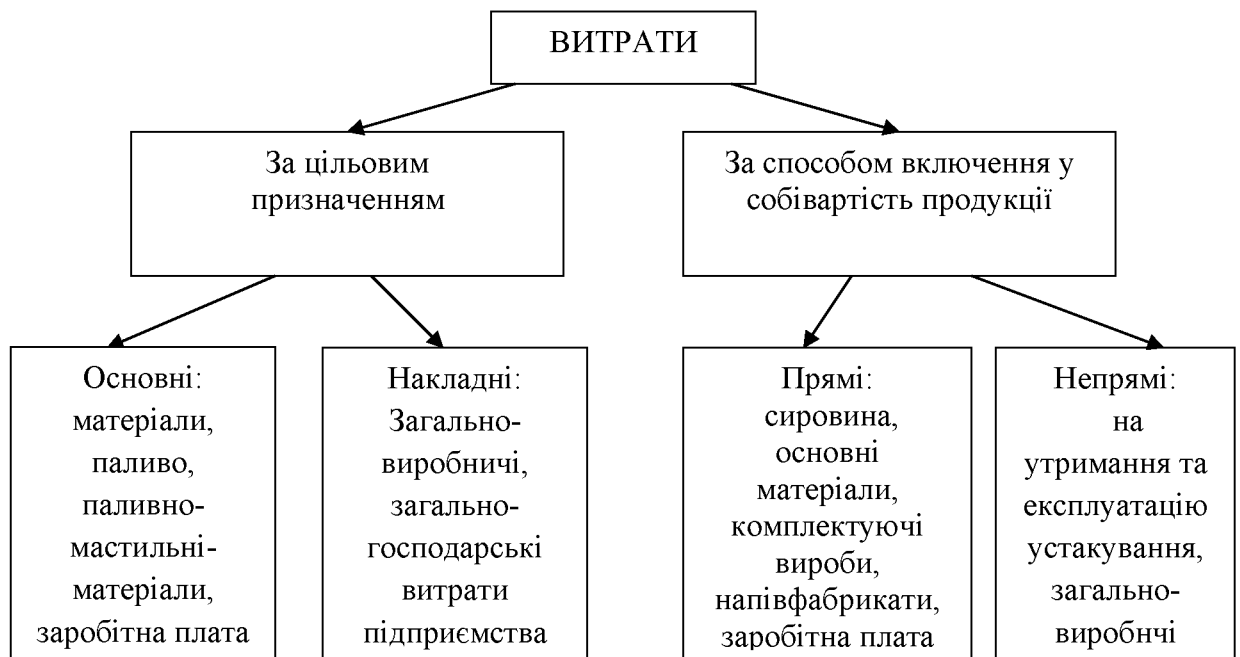 ВИТРАТИ
За цільовим
призначенням
За способом включення у
собівартість продукції
Основні:
матеріали,
паливо,
паливно-
мастильні-
матеріали,
заробітна плата
Накладні:
Загально-
виробничі,
загально-
господарські
витрати
підприємства
Прямі:
сировина,
основні
матеріали,
комплектуючі
вироби,
напівфабрикати,
заробітна плата
Непрямі:
на
утримання та
експлуатацію
устакування,
загально-
виробнчі